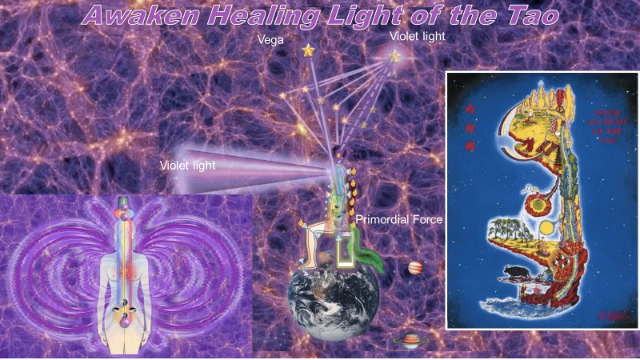 Awaken Healing Light of the Tao
Vega
Violet light
Violet light
Primordial Force